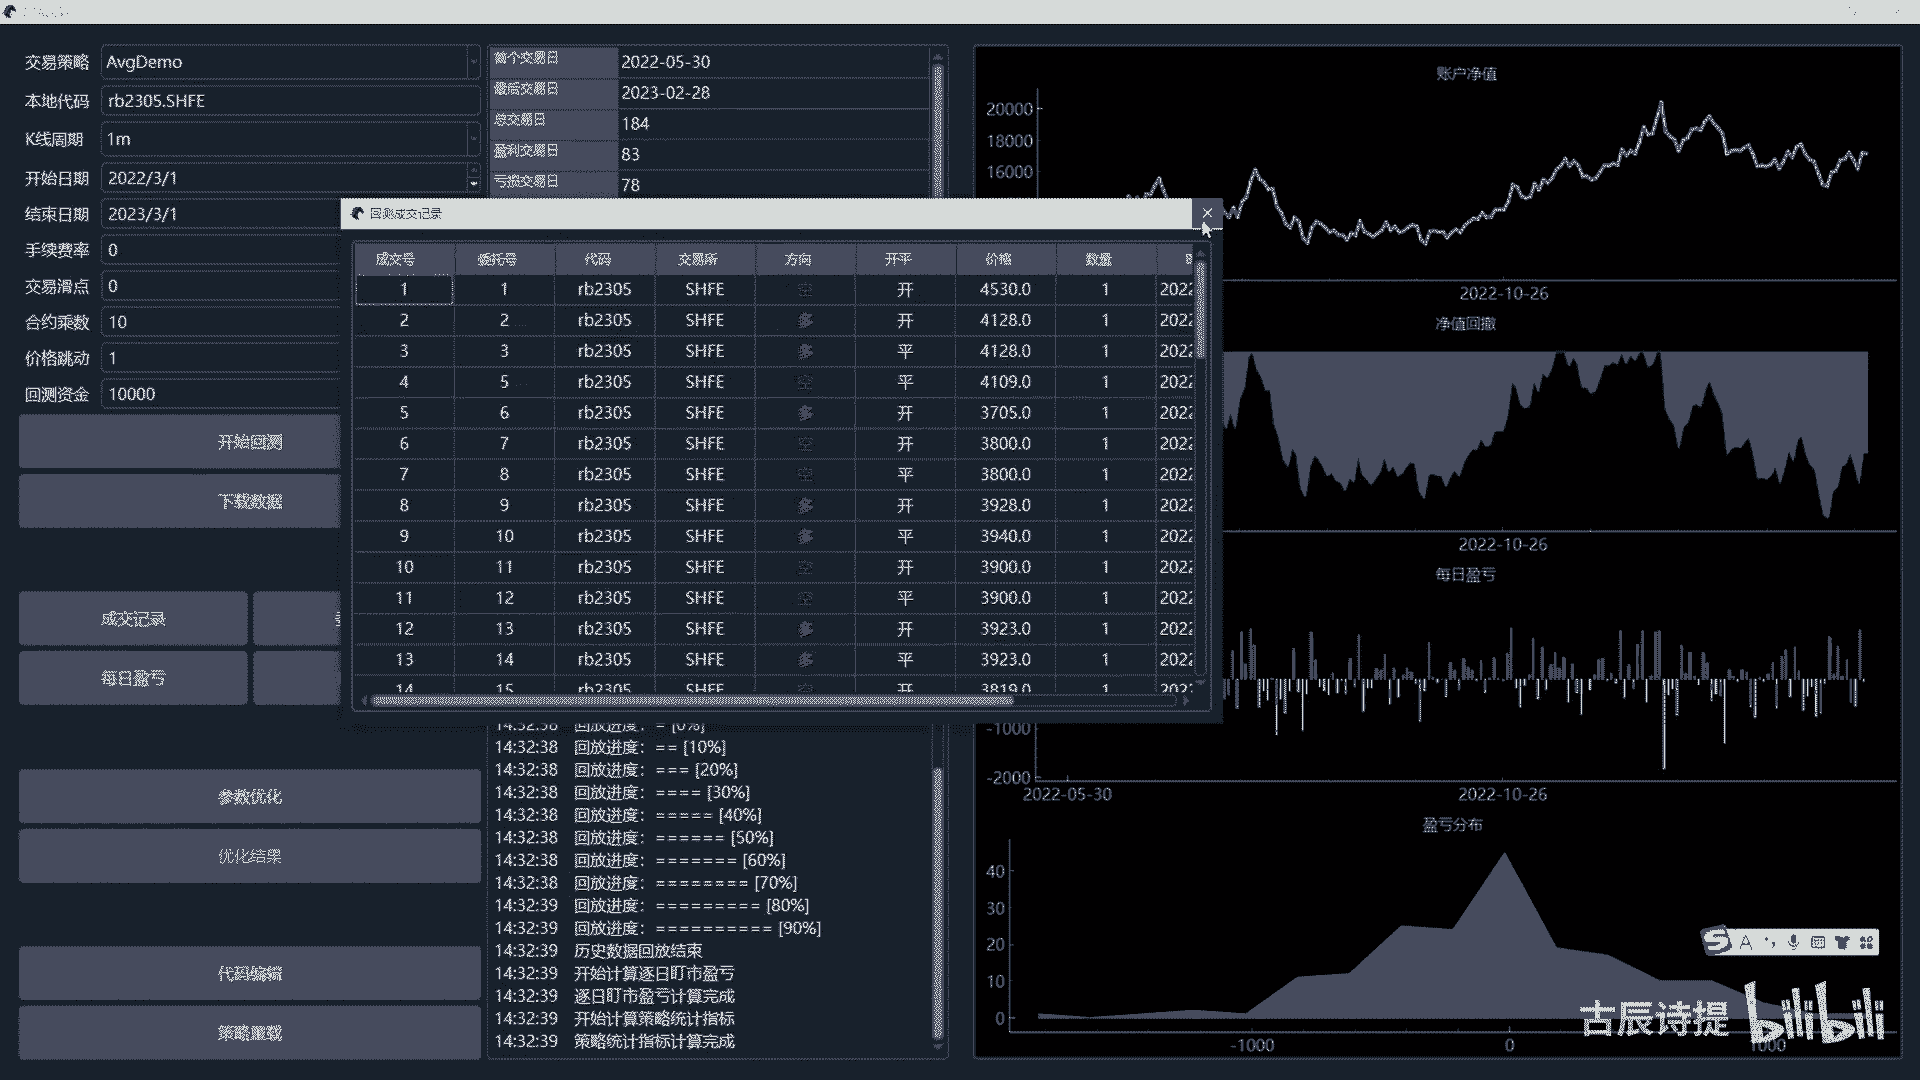 交易策略 AvgDemo
本地代码 rb2305.SHFE
K线周期 1m
开始日期 2022/3/1
结束日期 2023/3/1
手续费率 0
交易滑点 0
合约乘数 10
价格跳动 1
回测资金 10000
开始回测
下载数据
成交记录
每日盈亏
参数优化
优化结果
代码编辑
策略重载
首个交易日 2022-05-30
最后交易日 2023-02-28
总交易日 184
盈利交易日 83
亏损交易日 78
回测成交记录
成交号 委托号 代码 交易所 方向 开平 价格 数量
1 1 rb2305 SHFE 空 开 4530.0 1 2022
2 2 rb2305 SHFE 多 开 4128.0 1 2022
3 3 rb2305 SHFE 多 平 4128.0 1 2022
4 5 rb2305 SHFE 空 平 4109.0 1 2022
5 6 rb2305 SHFE 多 开 3705.0 1 2022
6 7 rb2305 SHFE 空 开 3800.0 1 2022
7 8 rb2305 SHFE 空 平 3800.0 1 2022
8 9 rb2305 SHFE 多 开 3928.0 1 2022
9 10 rb2305 SHFE 多 平 3940.0 1 2022
10 11 rb2305 SHFE 空 开 3900.0 1 2022
11 12 rb2305 SHFE 空 平 3900.0 1 2022
12 13 rb2305 SHFE 多 开 3923.0 1 2022
13 14 rb2305 SHFE 多 平 3923.0 1 2022
14 15 rb2305 SHFE 空 开 3819.0 1 2022
14:32:38 回放进度：= [0%]
14:32:38 回放进度：== [10%]
14:32:38 回放进度：=== [20%]
14:32:38 回放进度：==== [30%]
14:32:38 回放进度：===== [40%]
14:32:38 回放进度：====== [50%]
14:32:38 回放进度：======= [60%]
14:32:38 回放进度：======== [70%]
14:32:39 回放进度：========= [80%]
14:32:39 回放进度：========== [90%]
14:32:39 历史数据回放结束
14:32:39 开始计算逐日盯市盈亏
14:32:39 逐日盯市盈亏计算完成
14:32:39 开始计算策略统计指标
14:32:39 策略统计指标计算完成
账户净值
20000
18000
16000
2022-10-26
净值回撤
2022-10-26
每日盈亏
-1000
-2000
2022-05-30 2022-10-26
盈亏分布
40
30
20
10
0
-1000 0 1000
S A
古辰诗提 bilibili